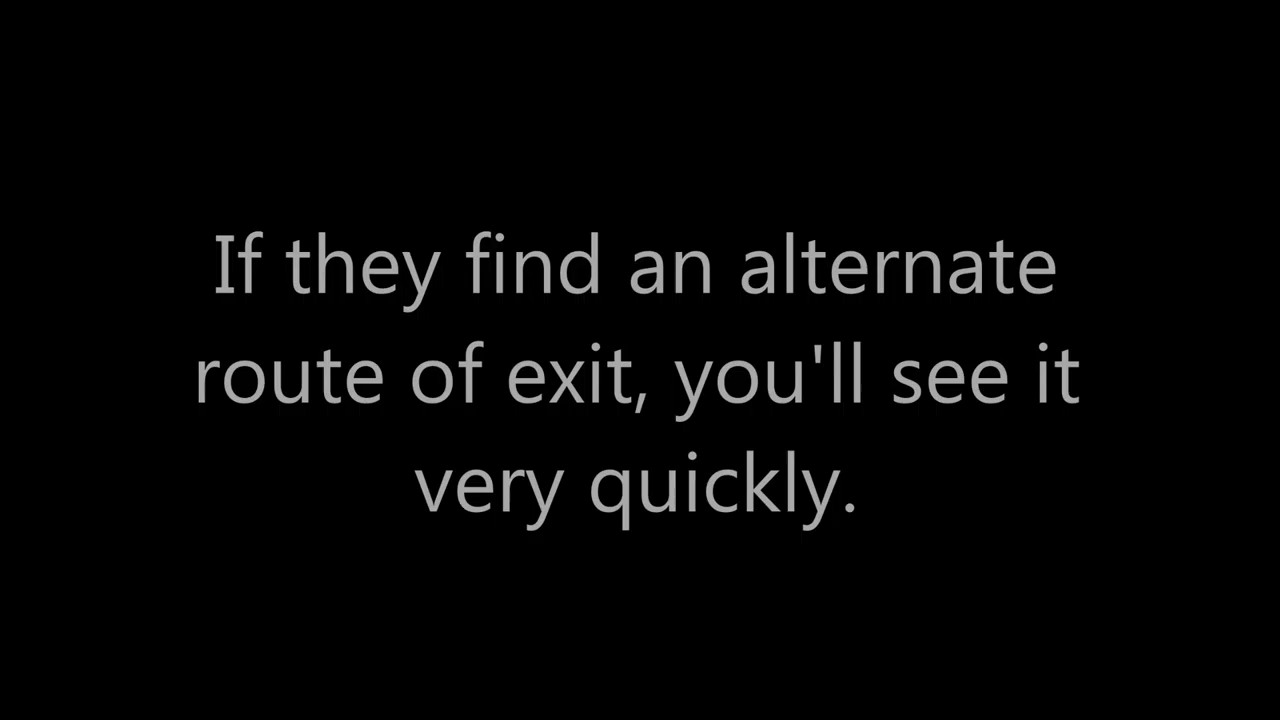 If they find an alternate
route of exit, you'll see it
very quickly.